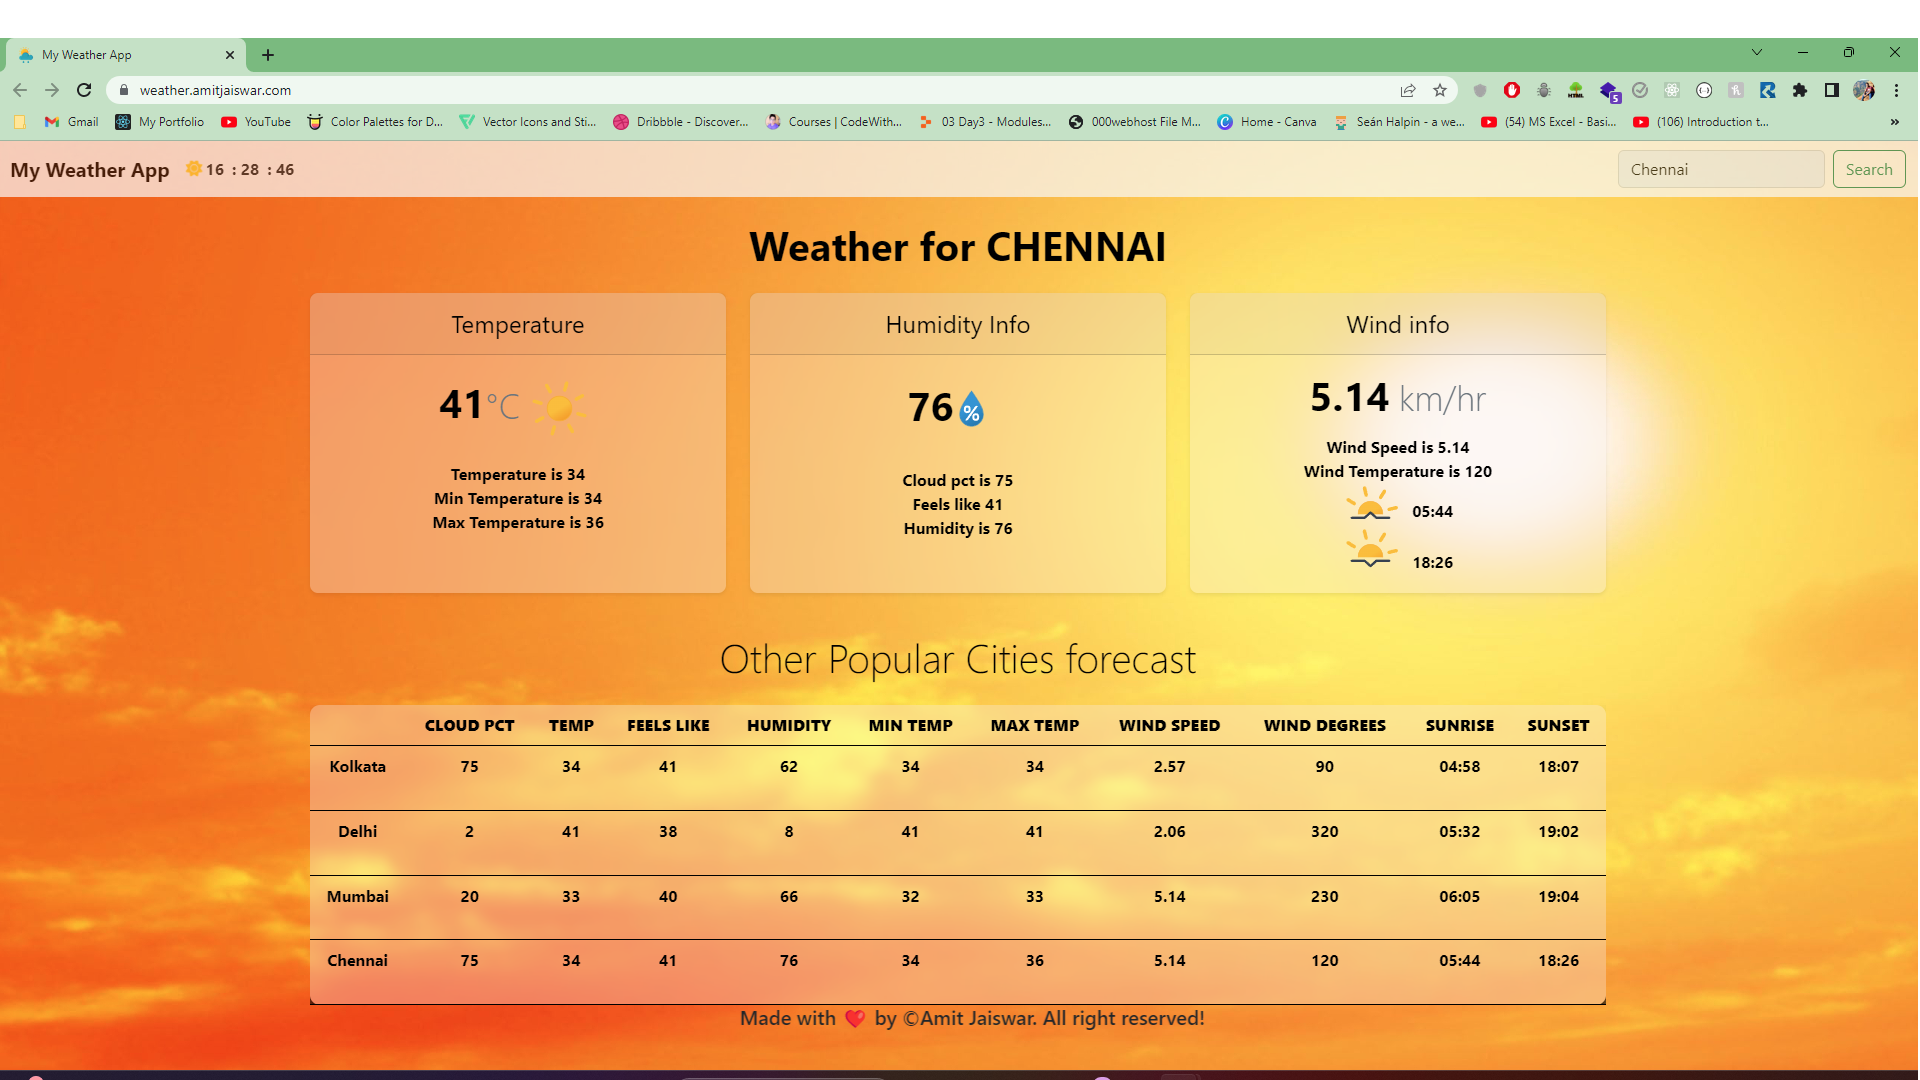 My Weather App
weather.amitjaiswar.com
5
Gmail My Portfolio YouTube Color Palettes for D... Vector Icons and Sti... Dribbble - Discover... Courses | CodeWith... 03 Day3 - Modules... 000webhost File M... Home - Canva Seán Halpin - a we... (54) MS Excel - Basi... (106) Introduction t... »
My Weather App 16 : 28 : 46 Chennai Search
Weather for CHENNAI
Temperature
41°C
Temperature is 34
Min Temperature is 34
Max Temperature is 36
Humidity Info
76 %
Cloud pct is 75
Feels like 41
Humidity is 76
Wind info
5.14 km/hr
Wind Speed is 5.14
Wind Temperature is 120
05:44
18:26
Other Popular Cities forecast
CLOUD PCT TEMP FEELS LIKE HUMIDITY MIN TEMP MAX TEMP WIND SPEED WIND DEGREES SUNRISE SUNSET
Kolkata 75 34 41 62 34 34 2.57 90 04:58 18:07
Delhi 2 41 38 8 41 41 2.06 320 05:32 19:02
Mumbai 20 33 40 66 32 33 5.14 230 06:05 19:04
Chennai 75 34 41 76 34 36 5.14 120 05:44 18:26
Made with ❤️ by ©Amit Jaiswar. All right reserved!